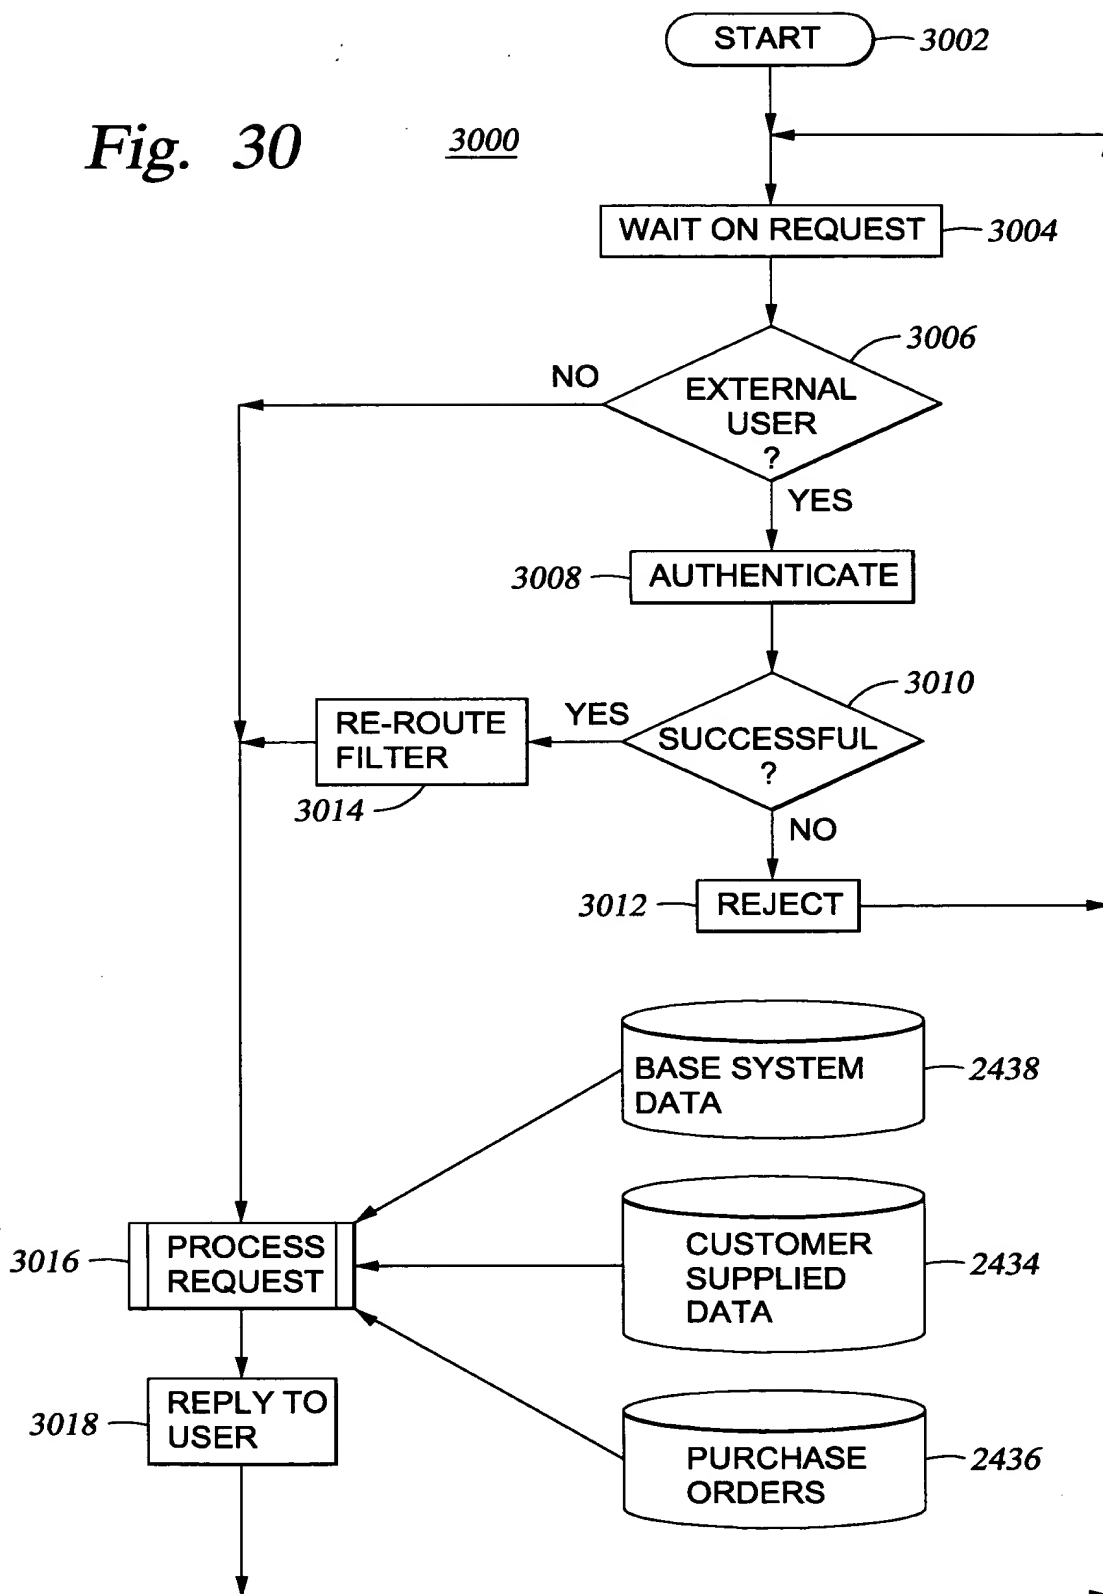 START
3002
Fig. 30
3000
WAIT ON REQUEST
3004
3006
NO
EXTERNAL
USER
?
YES
3008
AUTHENTICATE
3010
RE-ROUTE
FILTER
YES
SUCCESSFUL
?
3014
NO
3012
REJECT
BASE SYSTEM
DATA
2438
3016
PROCESS
REQUEST
CUSTOMER
SUPPLIED
DATA
2434
3018
REPLY TO
USER
PURCHASE
ORDERS
2436